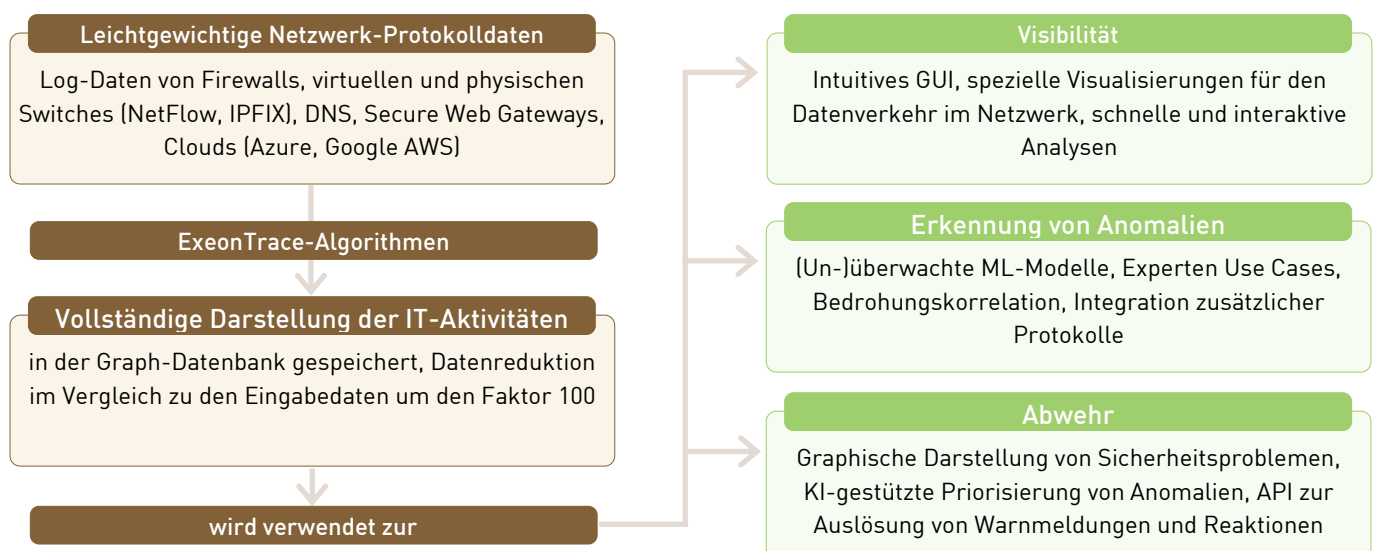 Leichtgewichtige Netzwerk-Protokolldaten
Log-Daten von Firewalls, virtuellen und physischen
Switches (NetFlow, IPFIX), DNS, Secure Web Gateways,
Clouds (Azure, Google AWS)
ExeonTrace-Algorithmen
Vollständige Darstellung der IT-Aktivitäten
in der Graph-Datenbank gespeichert, Datenreduktion
im Vergleich zu den Eingabedaten um den Faktor 100
wird verwendet zur
Visibilität
Intuitives GUI, spezielle Visualisierungen für den
Datenverkehr im Netzwerk, schnelle und interaktive
Analysen
Erkennung von Anomalien
(Un-)überwachte ML-Modelle, Experten Use Cases,
Bedrohungskorrelation, Integration zusätzlicher
Protokolle
Abwehr
Graphische Darstellung von Sicherheitsproblemen,
KI-gestützte Priorisierung von Anomalien, API zur
Auslösung von Warnmeldungen und Reaktionen